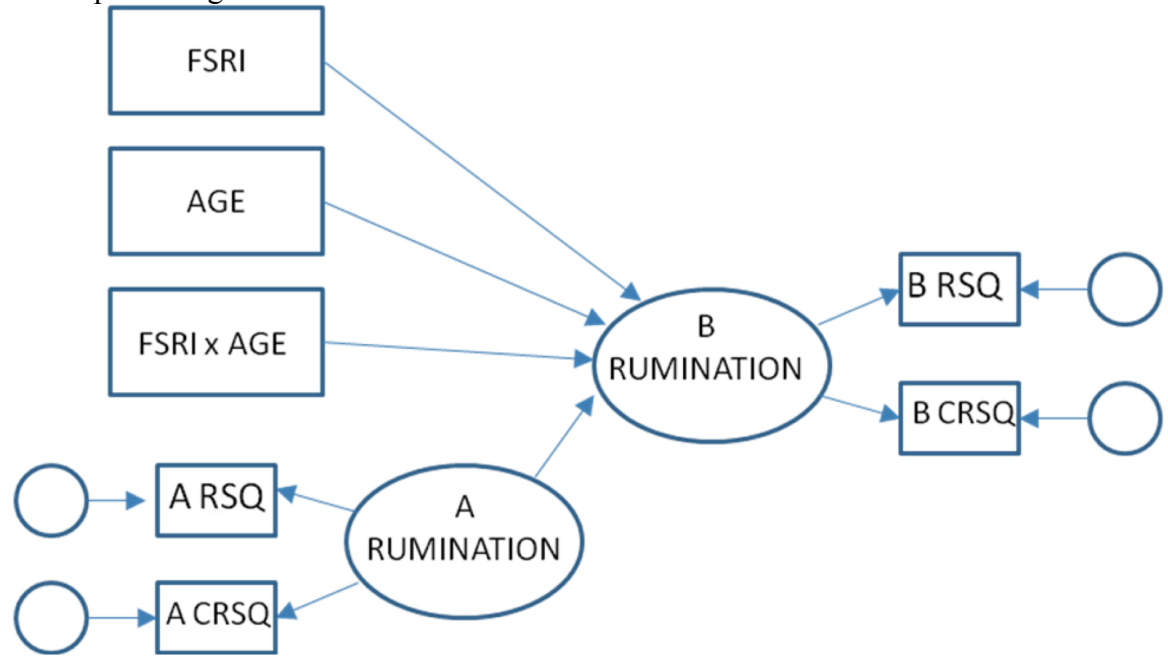 FSRI
AGE
FSRI x AGE
B
RUMINATION
B RSQ
B CRSQ
A RSQ
A
RUMINATION
A CRSQ